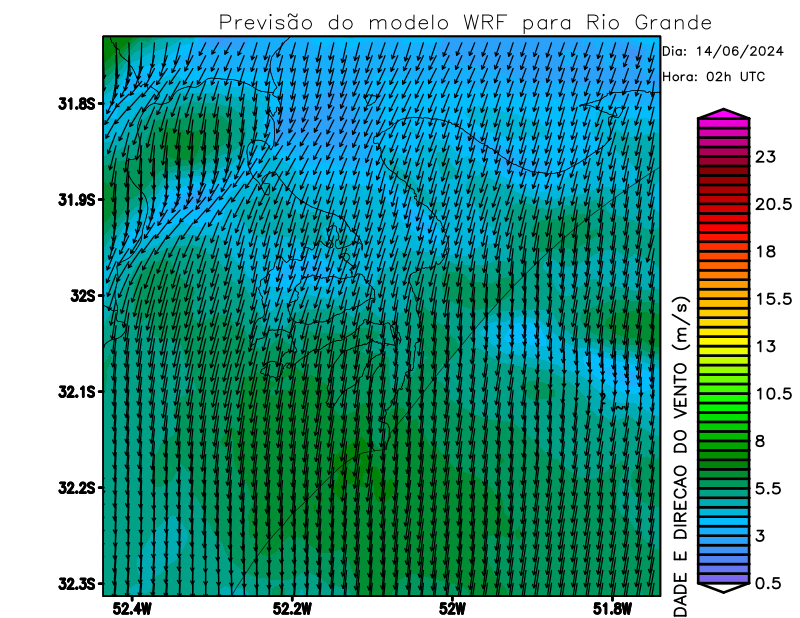 Previsão do modelo WRF para Rio Grande
Dia: 14/06/2024
Hora: 02h UTC
31.8S
31.9S
32S
32.1S
32.2S
32.3S
52.4W
52.2W
52W
51.8W
23
20.5
18
15.5
13
10.5
8
5.5
3
0.5
DADE E DIRECAO DO VENTO (m/s)